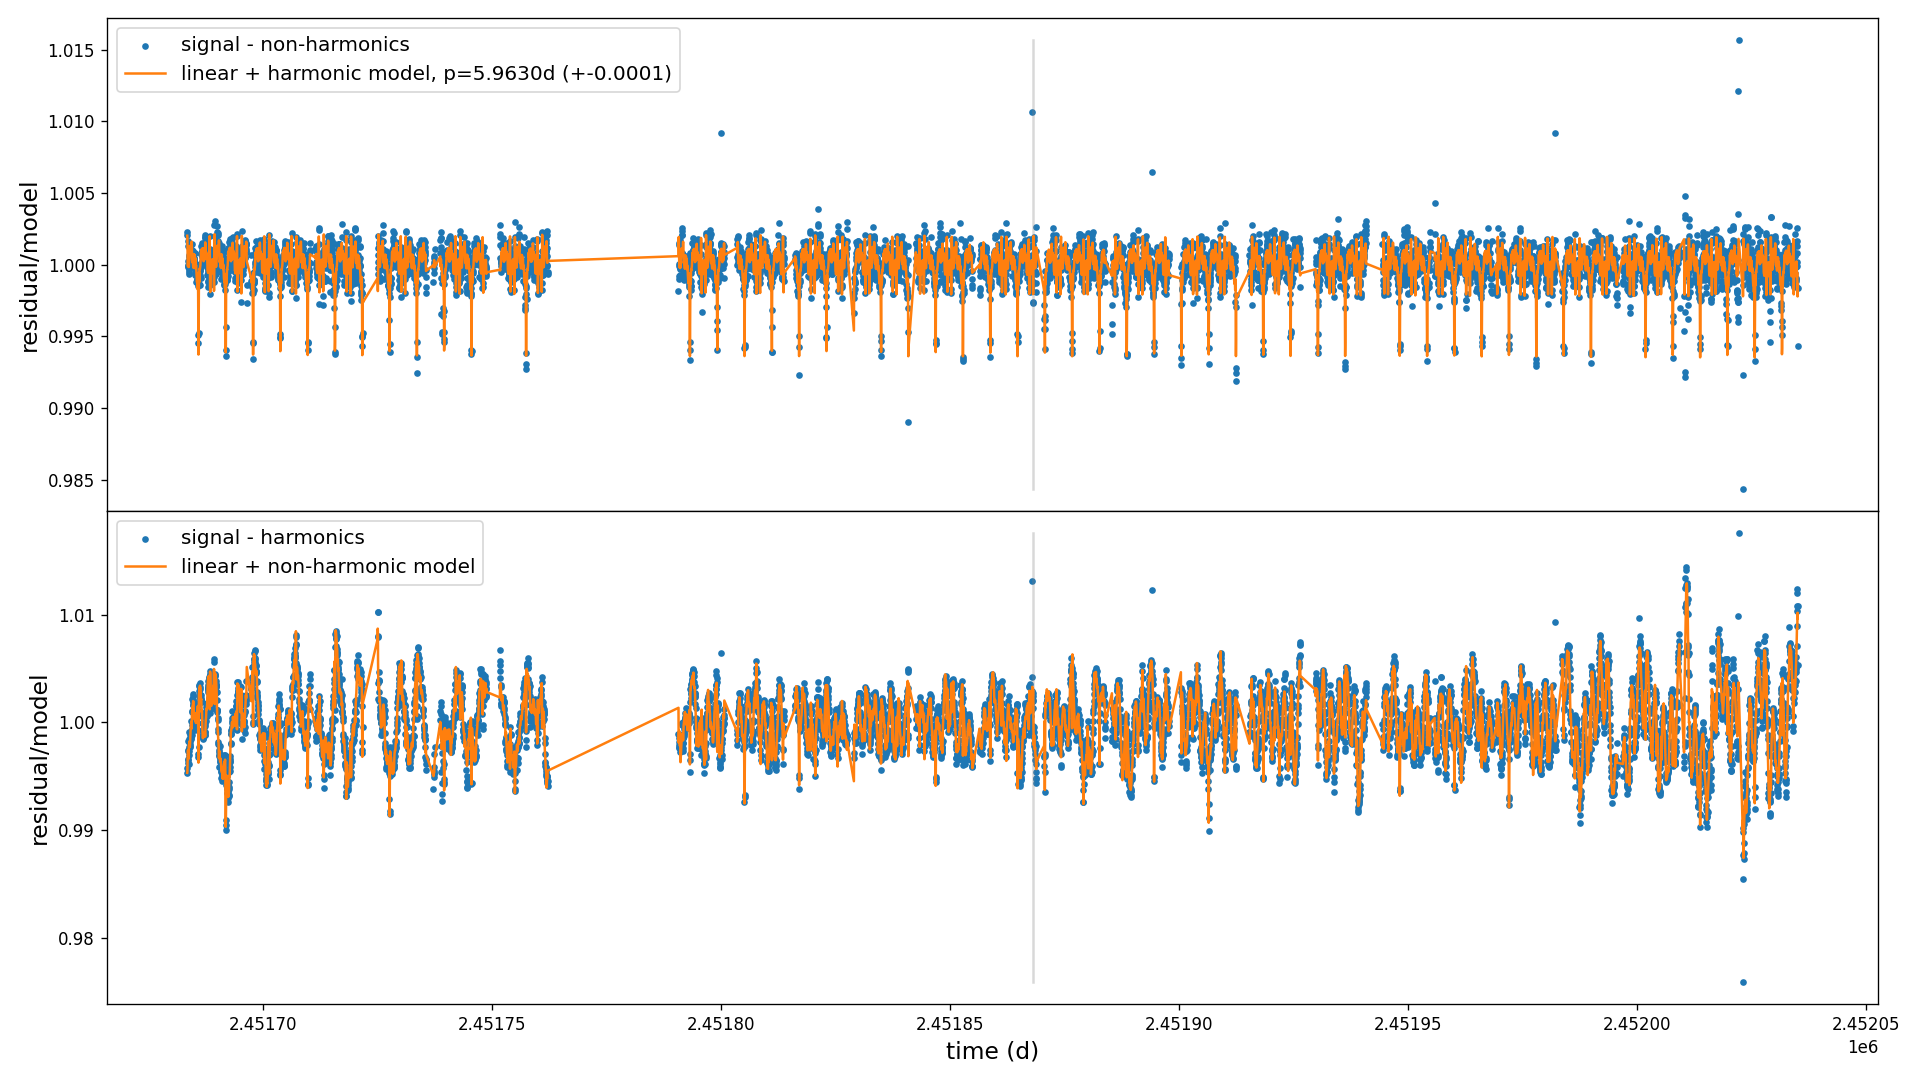 signal - non-harmonics
linear + harmonic model, p=5.9630d (+-0.0001)
1.015
1.010
1.005
1.000
0.995
0.990
0.985
residual/model
signal - harmonics
linear + non-harmonic model
1.01
1.00
0.99
0.98
residual/model
2.45170
2.45175
2.45180
2.45185
2.45190
2.45195
2.45200
2.45205
1e6
time (d)